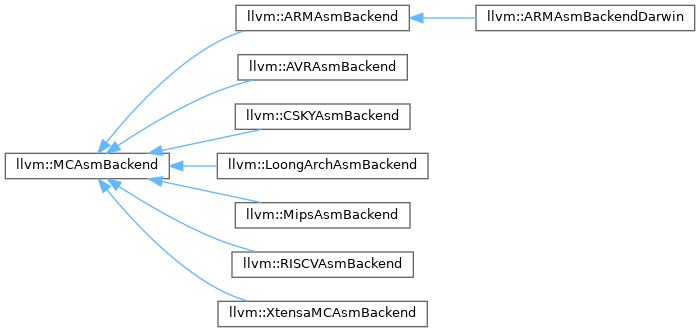 llvm::ARMAsmBackend
llvm::ARMAsmBackendDarwin
llvm::AVRAsmBackend
llvm::CSKYAsmBackend
llvm::MCAsmBackend
llvm::LoongArchAsmBackend
llvm::MipsAsmBackend
llvm::RISCVAsmBackend
llvm::XtensaMCAsmBackend